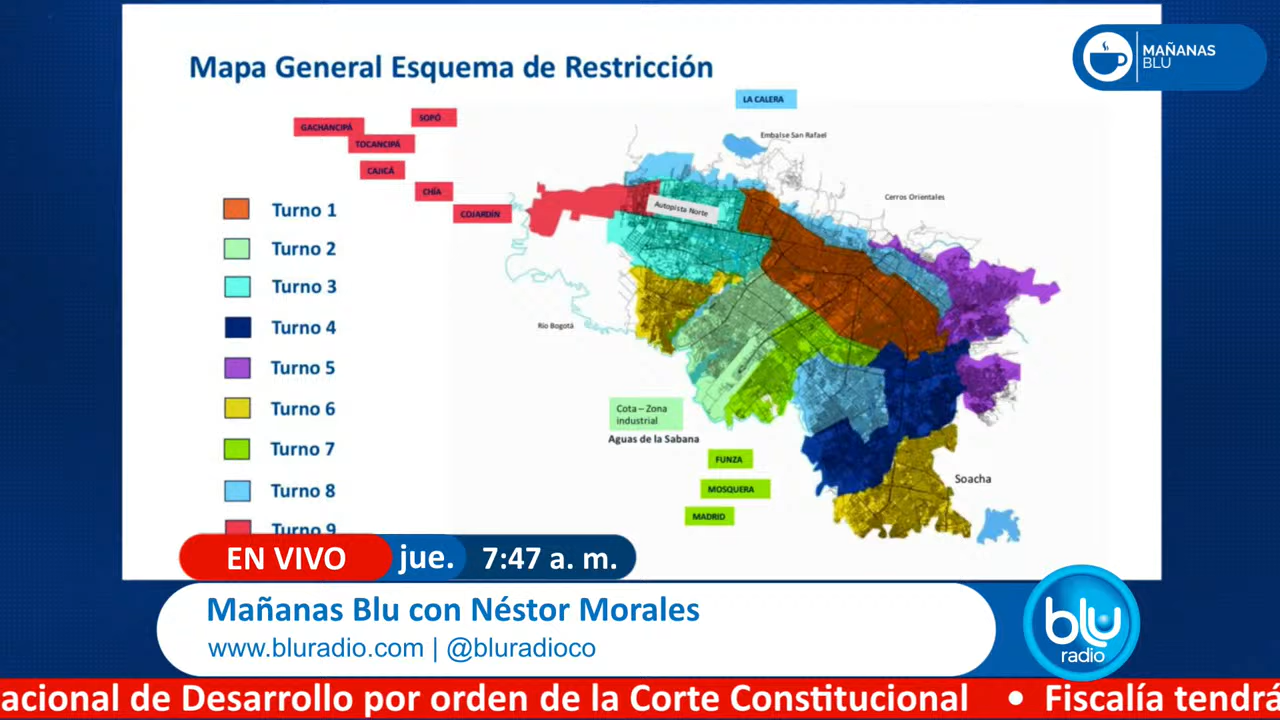 Mapa General Esquema de Restricción
MAÑANAS
BLU
LA CALERA
SOPÓ
GACHANCIPÁ
TOCANCIPÁ
CAJICÁ
CHÍA
COJARDÍN
Embalse San Rafael
Cerros Orientales
Autopista Norte
Turno 1
Turno 2
Turno 3
Turno 4
Turno 5
Turno 6
Turno 7
Turno 8
Turno 9
Río Bogotá
Cota – Zona
industrial
Aguas de la Sabana
FUNZA
MOSQUERA
MADRID
Soacha
EN VIVO jue. 7:47 a. m.
Mañanas Blu con Néstor Morales
www.bluradio.com | @bluradioco
blu
radio
acional de Desarrollo por orden de la Corte Constitucional • Fiscalía tendrá